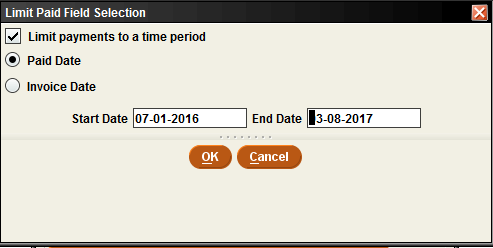 Limit Paid Field Selection
Limit payments to a time period
Paid Date
Invoice Date
Start Date 07-01-2016 End Date 3-08-2017
OK Cancel